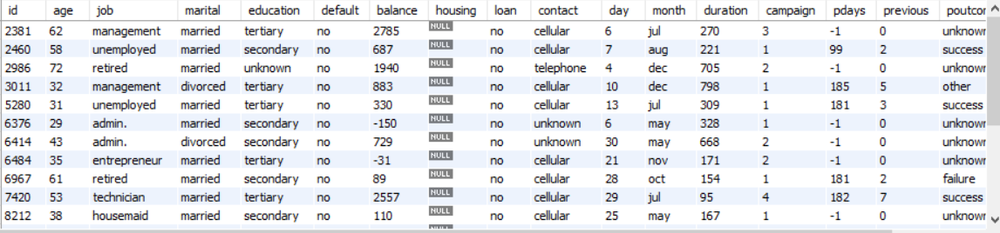 id age job marital education default balance housing loan contact day month duration campaign pdays previous poutcor
2381 62 management married tertiary no 2785 NULL no cellular 6 jul 270 3 -1 0 unknown
2460 58 unemployed married secondary no 687 NULL no cellular 7 aug 221 1 99 2 success
2986 72 retired married unknown no 1940 NULL no telephone 4 dec 705 2 -1 0 unknown
3011 32 management divorced tertiary no 883 NULL no cellular 10 dec 798 1 185 5 other
5280 31 unemployed married tertiary no 330 NULL no cellular 13 jul 309 1 181 3 success
6376 29 admin. married secondary no -150 NULL no unknown 6 may 328 1 -1 0 unknown
6414 43 admin. divorced secondary no 729 NULL no unknown 30 may 668 2 -1 0 unknown
6484 35 entrepreneur married tertiary no -31 NULL no cellular 21 nov 171 2 -1 0 unknown
6967 61 retired married secondary no 89 NULL no cellular 28 oct 154 1 181 2 failure
7420 53 technician married tertiary no 2557 NULL no cellular 29 jul 95 4 182 7 success
8212 38 housemaid married secondary no 110 NULL no cellular 25 may 167 1 -1 0 unknown
NULL